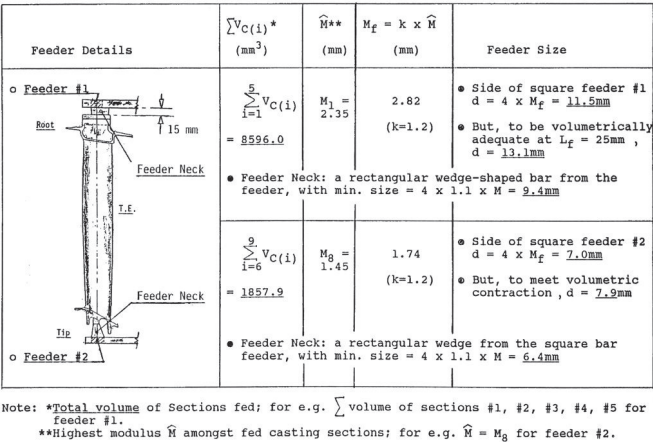 Feeder Details
∑V_C(i)* (mm³)
M̂** (mm)
M_f = k x M̂ (mm)
Feeder Size
o Feeder #1
Root
15 mm
Feeder Neck
T.E.
Feeder Neck
Tip
o Feeder #2
5
∑ V_C(i)
i=1
= 8596.0
M₁ =
2.35
2.82
(k=1.2)
• Side of square feeder #1
d = 4 x M_f = 11.5mm
• But, to be volumetrically
adequate at L_f = 25mm ,
d = 13.1mm
• Feeder Neck: a rectangular wedge-shaped bar from the
feeder, with min. size = 4 x 1.1 x M = 9.4mm
9
∑ V_C(i)
i=6
= 1857.9
M₈ =
1.45
1.74
(k=1.2)
• Side of square feeder #2
d = 4 x M_f = 7.0mm
• But, to meet volumetric
contraction , d = 7.9mm
• Feeder Neck: a rectangular wedge from the square bar
feeder, with min. size = 4 x 1.1 x M = 6.4mm
Note: *Total volume of Sections fed; for e.g. ∑ volume of sections #1, #2, #3, #4, #5 for
feeder #1.
**Highest modulus M̂ amongst fed casting sections; for e.g. M̂ = M₈ for feeder #2.